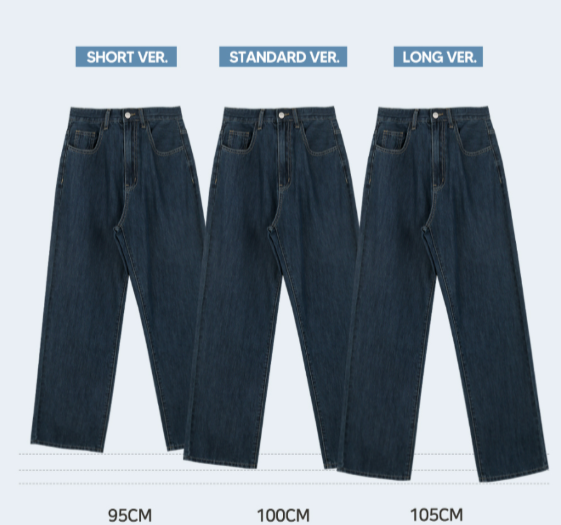 SHORT VER.
STANDARD VER.
LONG VER.
95CM
100CM
105CM